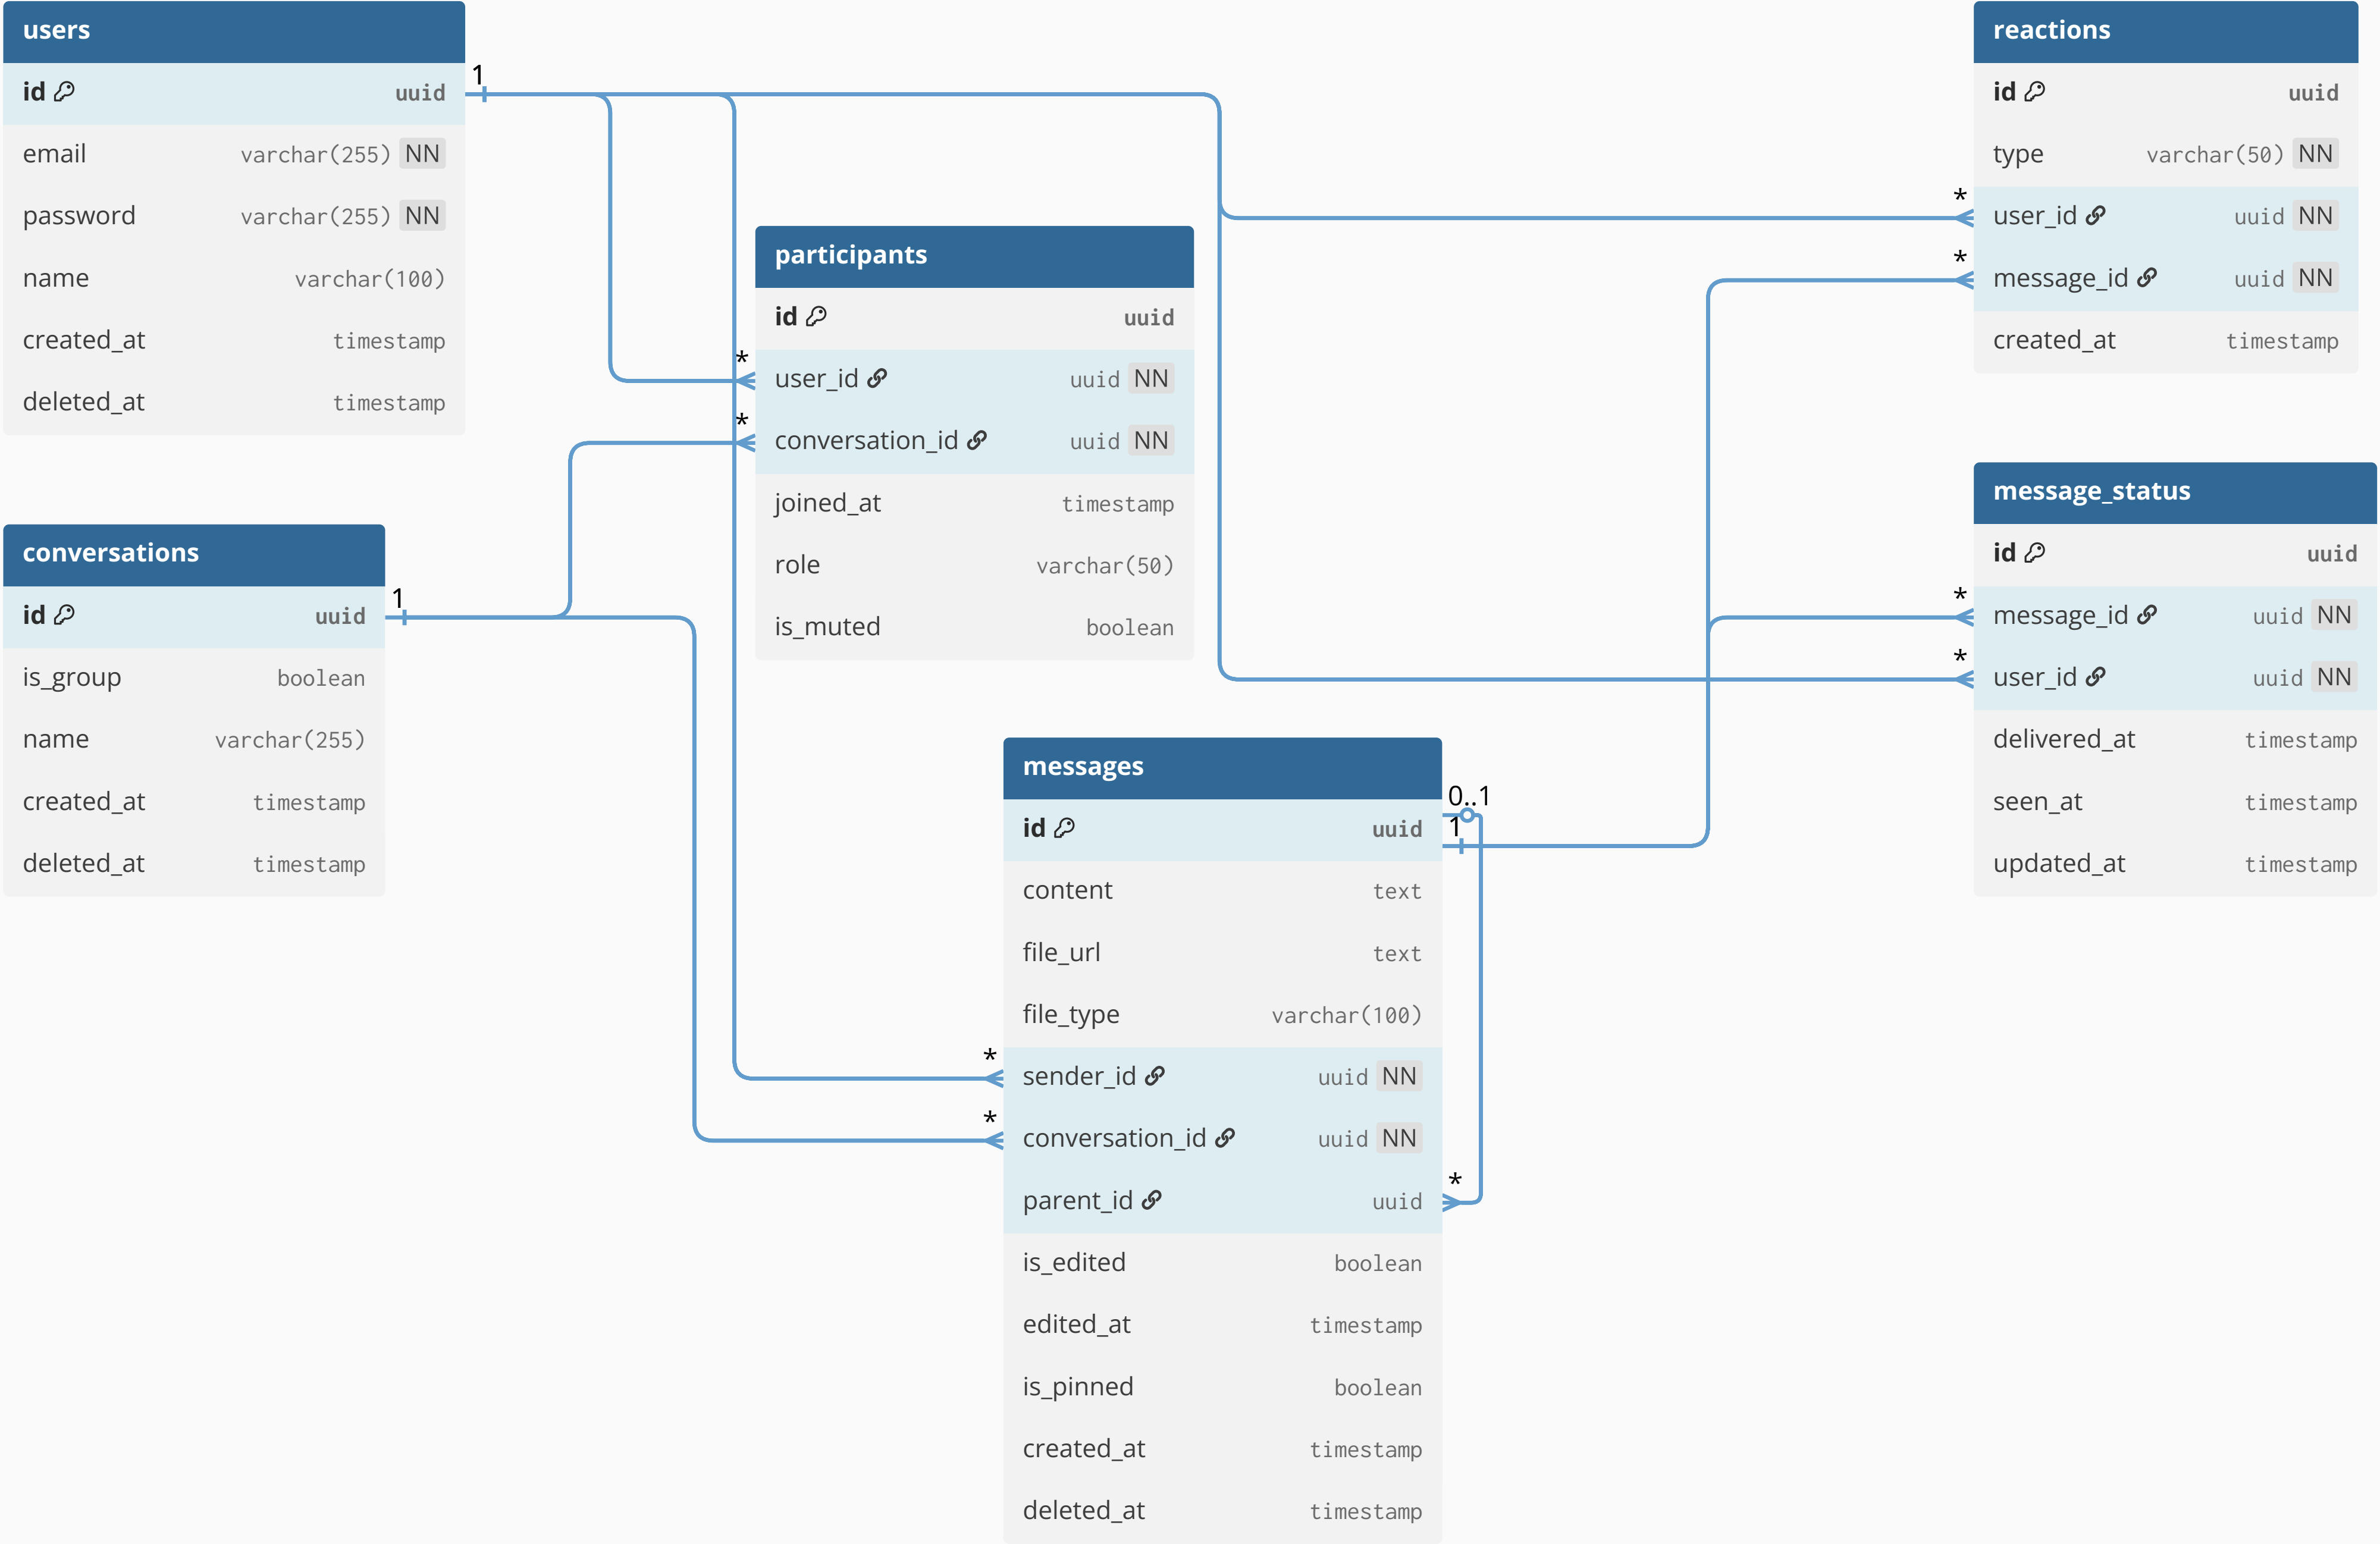 users
id uuid
email varchar(255) NN
password varchar(255) NN
name varchar(100)
created_at timestamp
deleted_at timestamp
1
conversations
id uuid
is_group boolean
name varchar(255)
created_at timestamp
deleted_at timestamp
1
participants
id uuid
* user_id uuid NN
* conversation_id uuid NN
joined_at timestamp
role varchar(50)
is_muted boolean
messages
id uuid
0..1
1
content text
file_url text
file_type varchar(100)
* sender_id uuid NN
* conversation_id uuid NN
parent_id uuid *
is_edited boolean
edited_at timestamp
is_pinned boolean
created_at timestamp
deleted_at timestamp
reactions
id uuid
type varchar(50) NN
* user_id uuid NN
* message_id uuid NN
created_at timestamp
message_status
id uuid
* message_id uuid NN
* user_id uuid NN
delivered_at timestamp
seen_at timestamp
updated_at timestamp